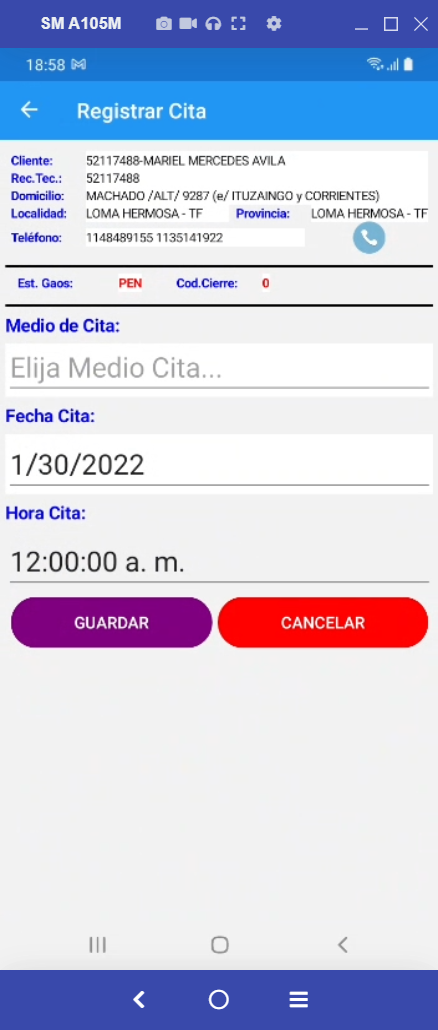 SM A105M
18:58
Registrar Cita
Cliente: 52117488-MARIEL MERCEDES AVILA
Rec.Tec.: 52117488
Domicilio: MACHADO /ALT/ 9287 (e/ ITUZAINGO y CORRIENTES)
Localidad: LOMA HERMOSA - TF Provincia: LOMA HERMOSA - TF
Teléfono: 1148489155 1135141922
Est. Gaos: PEN Cod.Cierre: 0
Medio de Cita:
Elija Medio Cita...
Fecha Cita:
1/30/2022
Hora Cita:
12:00:00 a. m.
GUARDAR CANCELAR